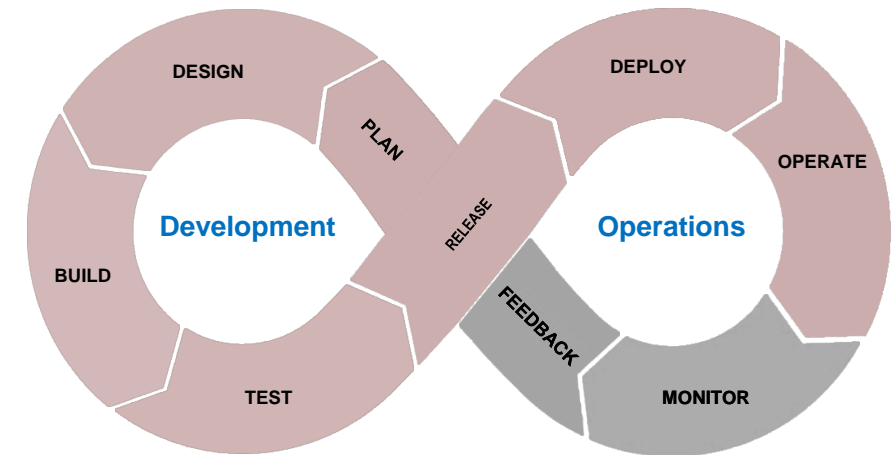 DESIGN
DEPLOY
PLAN
OPERATE
RELEASE
Development
Operations
BUILD
FEEDBACK
TEST
MONITOR